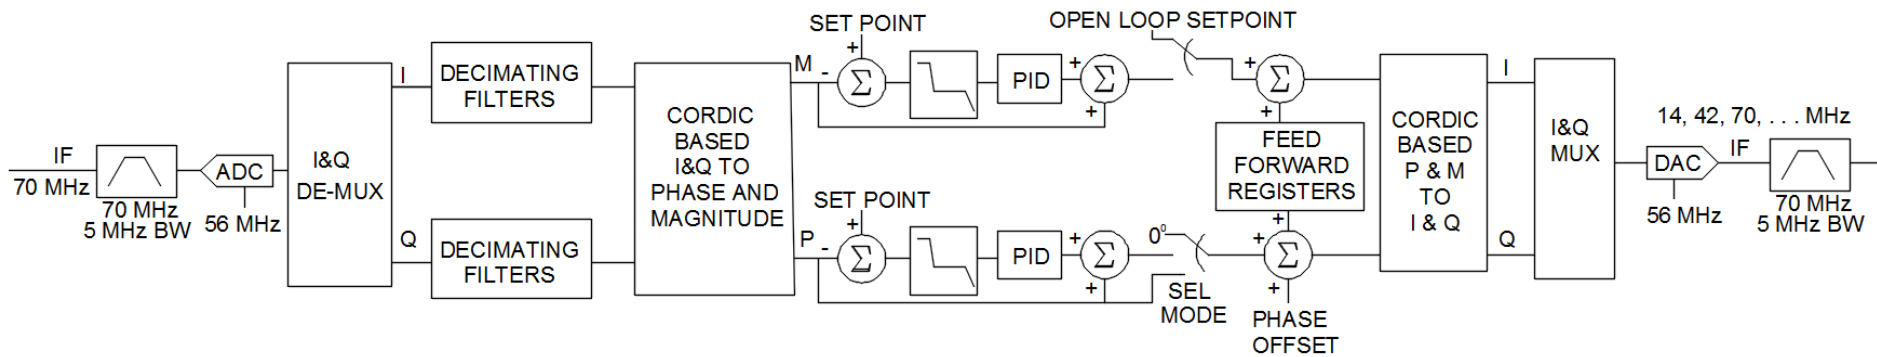 IF
70 MHz
70 MHz
5 MHz BW
ADC
56 MHz
I&Q
DE-MUX
I
Q
DECIMATING
FILTERS
DECIMATING
FILTERS
CORDIC
BASED
I&Q TO
PHASE AND
MAGNITUDE
M
-
SET POINT
+
Σ
PID
+
Σ
+
P
-
SET POINT
+
Σ
PID
+
Σ
+
OPEN LOOP SETPOINT
+
Σ
+
FEED
FORWARD
REGISTERS
0⁰
SEL
MODE
+
+
Σ
+
PHASE
OFFSET
CORDIC
BASED
P & M
TO
I & Q
I
Q
I&Q
MUX
14, 42, 70, . . . MHz
DAC
IF
56 MHz
70 MHz
5 MHz BW